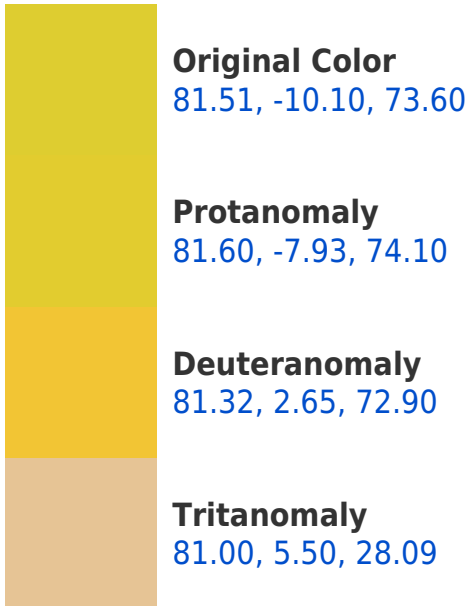 Original Color
81.51, -10.10, 73.60
Protanomaly
81.60, -7.93, 74.10
Deuteranomaly
81.32, 2.65, 72.90
Tritanomaly
81.00, 5.50, 28.09